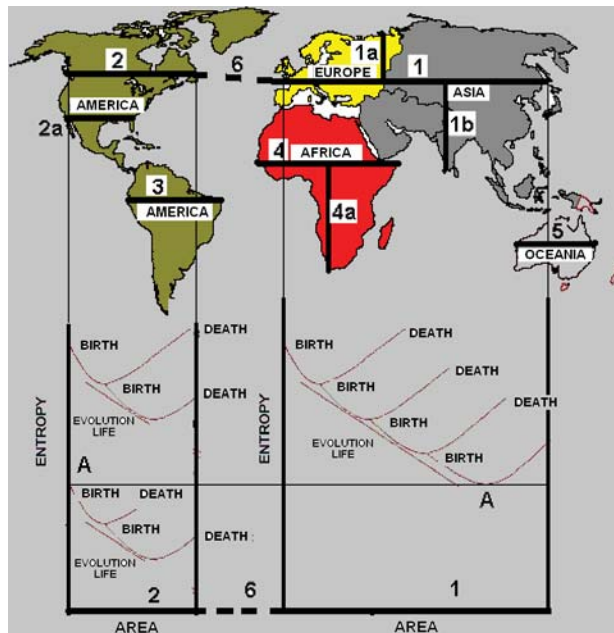 2
6
1a
1
EUROPE
AMERICA
ASIA
2a
1b
4
AFRICA
3
AMERICA
4a
5
OCEANIA
DEATH
DEATH
BIRTH
BIRTH
DEATH
DEATH
BIRTH
BIRTH
DEATH
EVOLUTION
LIFE
EVOLUTION
LIFE
BIRTH
ENTROPY
ENTROPY
A
A
BIRTH
DEATH
BIRTH
DEATH
EVOLUTION
LIFE
2
6
1
AREA
AREA